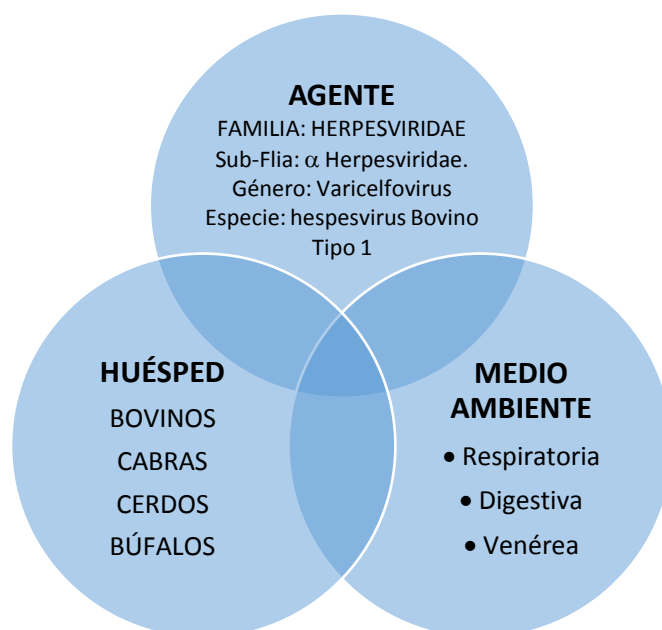 AGENTE
FAMILIA: HERPESVIRIDAE
Sub-Flia: α Herpesviridae.
Género: Varicelfovirus
Especie: hespesvirus Bovino
Tipo 1
HUÉSPED
BOVINOS
CABRAS
CERDOS
BÚFALOS
MEDIO
AMBIENTE
• Respiratoria
• Digestiva
• Venérea